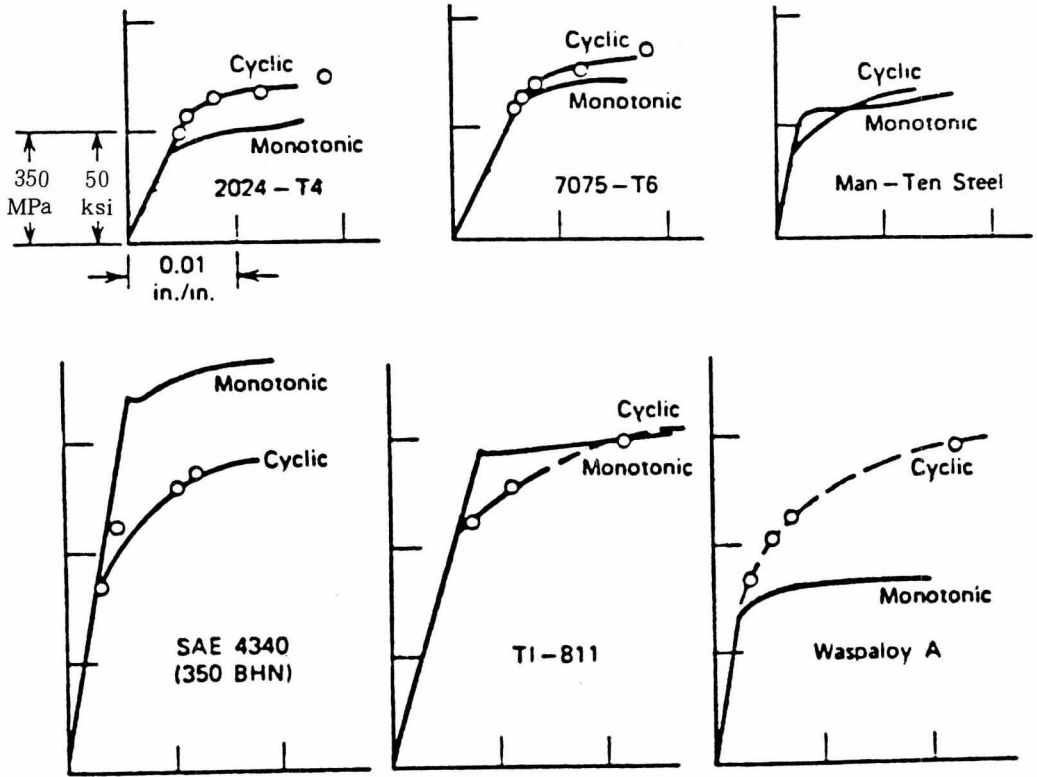 Cyclic
Monotonic
2024-T4
350
MPa
50
ksi
0.01
in./in.
Cyclic
Monotonic
7075-T6
Cyclic
Monotonic
Man-Ten Steel
Monotonic
Cyclic
SAE 4340
(350 BHN)
Cyclic
Monotonic
TI-811
Cyclic
Monotonic
Waspaloy A